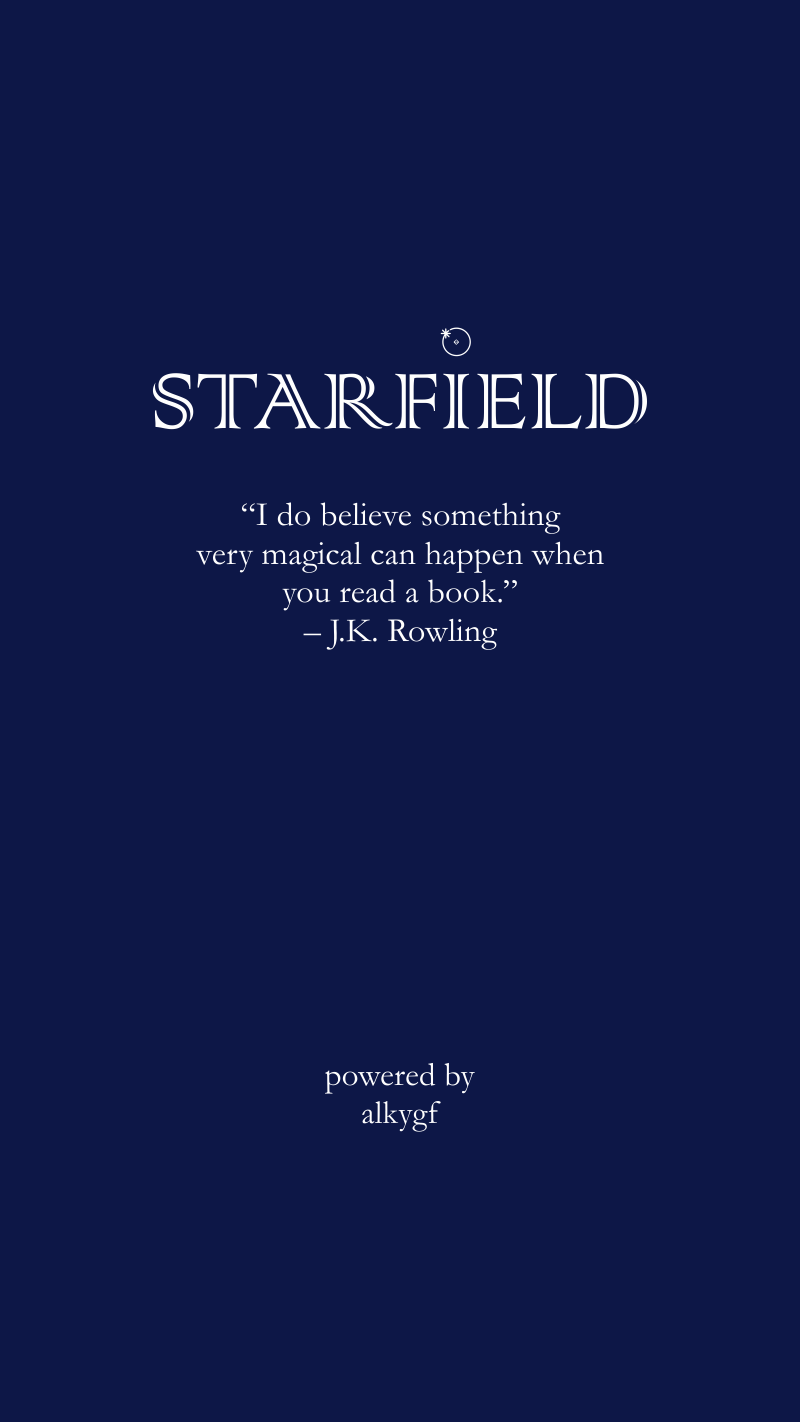 STARFIELD
“I do believe something
very magical can happen when
you read a book.”
– J.K. Rowling
powered by
alkygf